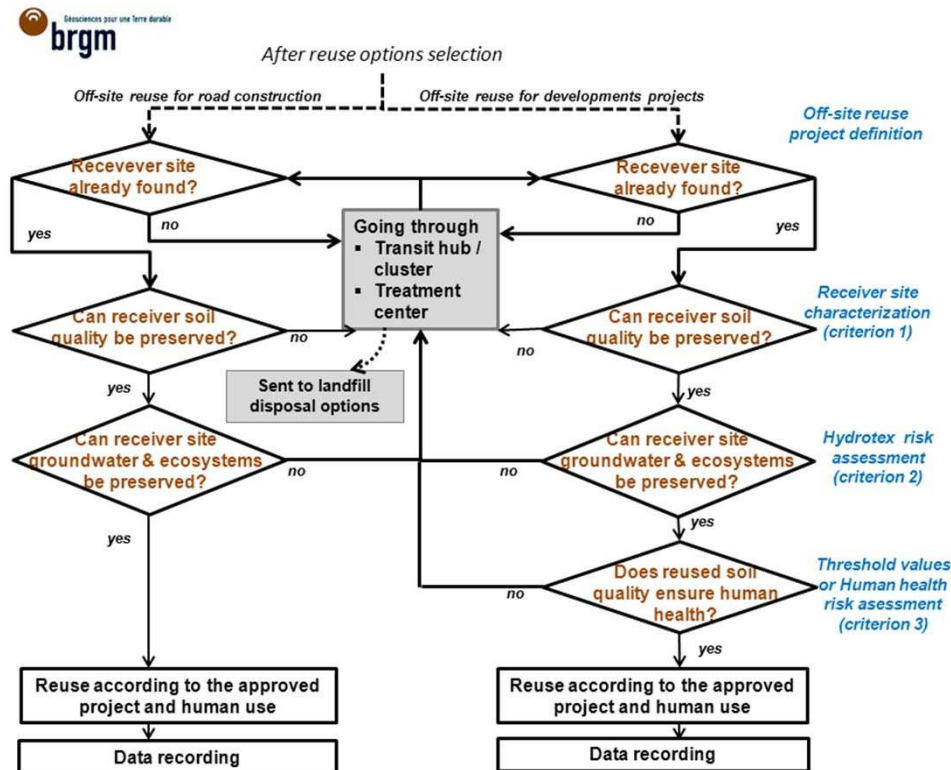 Géosciences pour une Terre durable
brgm
After reuse options selection
Off-site reuse for road construction
Off-site reuse for developments projects
Off-site reuse
project definition
Recevever site
already found?
Recevever site
already found?
no
no
yes
yes
Going through
▪ Transit hub /
cluster
▪ Treatment
center
Receiver site
characterization
(criterion 1)
Can receiver soil
quality be preserved?
Can receiver soil
quality be preserved?
no
no
Sent to landfill
disposal options
yes
yes
Can receiver site
groundwater & ecosystems
be preserved?
Can receiver site
groundwater & ecosystems
be preserved?
Hydrotex risk
assessment
(criterion 2)
no
no
yes
yes
Does reused soil
quality ensure human
health?
Threshold values
or Human health
risk asessment
(criterion 3)
no
yes
Reuse according to the approved
project and human use
Reuse according to the approved
project and human use
Data recording
Data recording